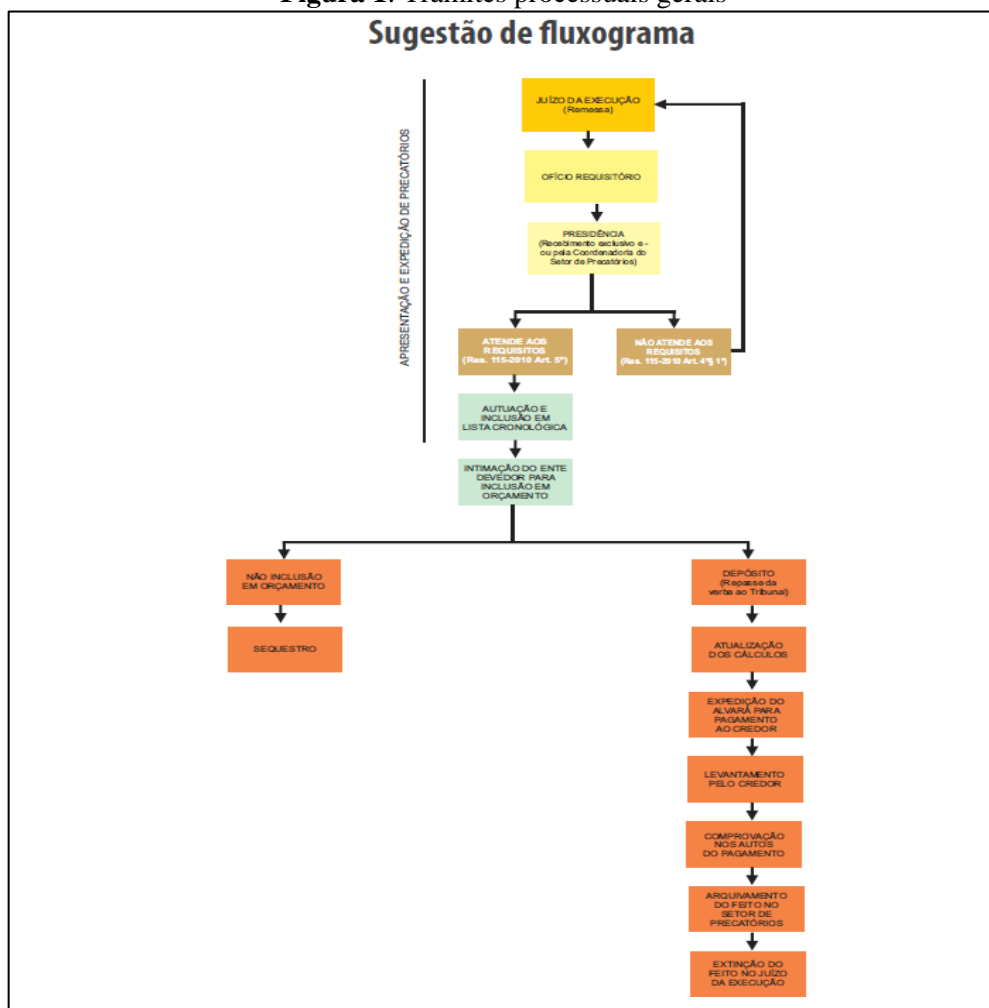 Figura 1: Trâmites processuais gerais
Sugestão de fluxograma
APRESENTAÇÃO E EXPEDIÇÃO DE PRECATÓRIOS
JUÍZO DA EXECUÇÃO
(Remessa)
OFÍCIO REQUISITÓRIO
PRESIDÊNCIA
(Recebimento exclusivo e -
ou pela Coordenadoria do
Setor de Precatórios)
ATENDE AOS
REQUISITOS
(Res. 115-2010 Art. 5º)
NÃO ATENDE AOS
REQUISITOS
(Res. 115-2010 Art. 4º§ 1º)
AUTUAÇÃO E
INCLUSÃO EM
LISTA CRONOLÓGICA
INTIMAÇÃO DO ENTE
DEVEDOR PARA
INCLUSÃO EM
ORÇAMENTO
NÃO INCLUSÃO
EM ORÇAMENTO
SEQUESTRO
DEPÓSITO
(Repasse da
verba ao Tribunal)
ATUALIZAÇÃO
DOS CÁLCULOS
EXPEDIÇÃO DO
ALVARÁ PARA
PAGAMENTO
AO CREDOR
LEVANTAMENTO
PELO CREDOR
COMPROVAÇÃO
NOS AUTOS
DO PAGAMENTO
ARQUIVAMENTO
DO FEITO NO
SETOR DE
PRECATÓRIOS
EXTINÇÃO DO
FEITO NO JUÍZO
DA EXECUÇÃO